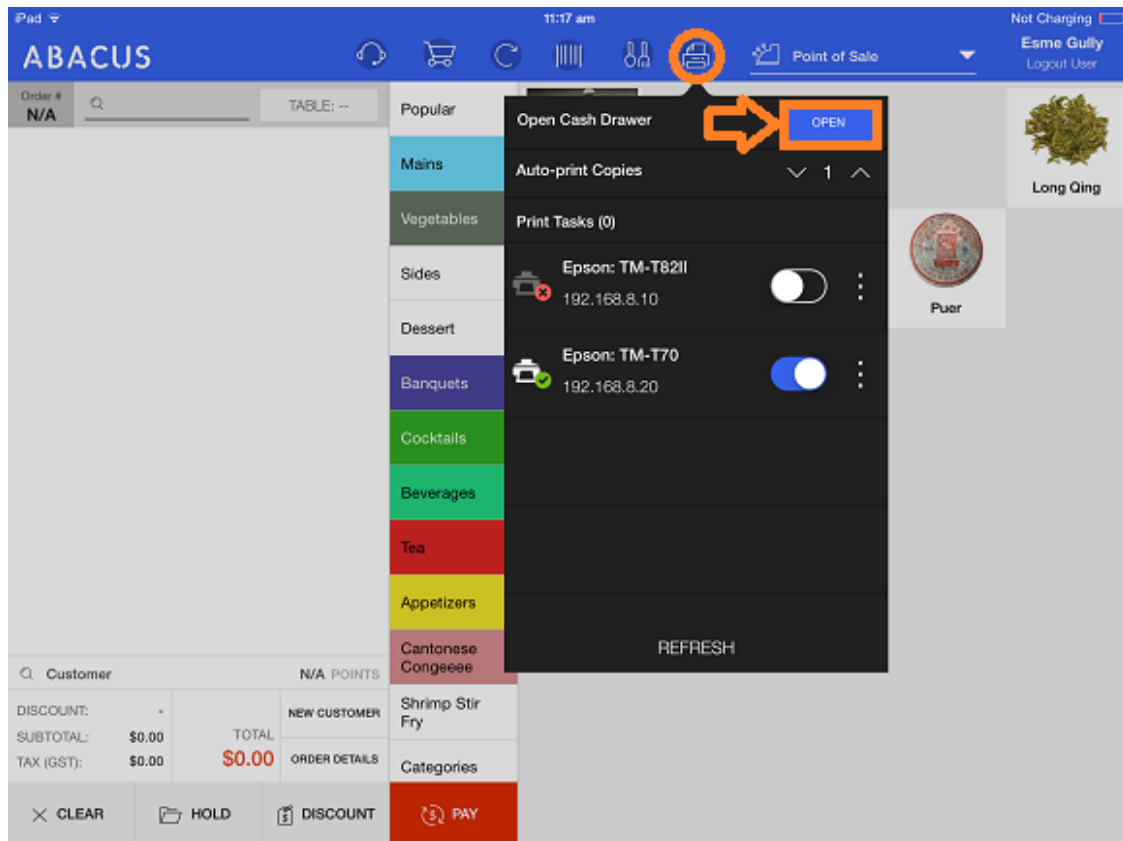 iPad
11:17 am
Not Charging
ABACUS
Point of Sale
Esme Gully
Logout User
Order #
N/A
TABLE: --
Popular
Mains
Vegetables
Sides
Dessert
Banquets
Cocktails
Beverages
Tea
Appetizers
Cantonese
Congeeee
Shrimp Stir
Fry
Categories
Open Cash Drawer
OPEN
Auto-print Copies
1
Print Tasks (0)
Epson: TM-T82II
192.168.8.10
Epson: TM-T70
192.168.8.20
REFRESH
Long Qing
Puer
Customer
N/A POINTS
DISCOUNT: -
SUBTOTAL: $0.00
TAX (GST): $0.00
TOTAL
$0.00
NEW CUSTOMER
ORDER DETAILS
CLEAR
HOLD
DISCOUNT
PAY